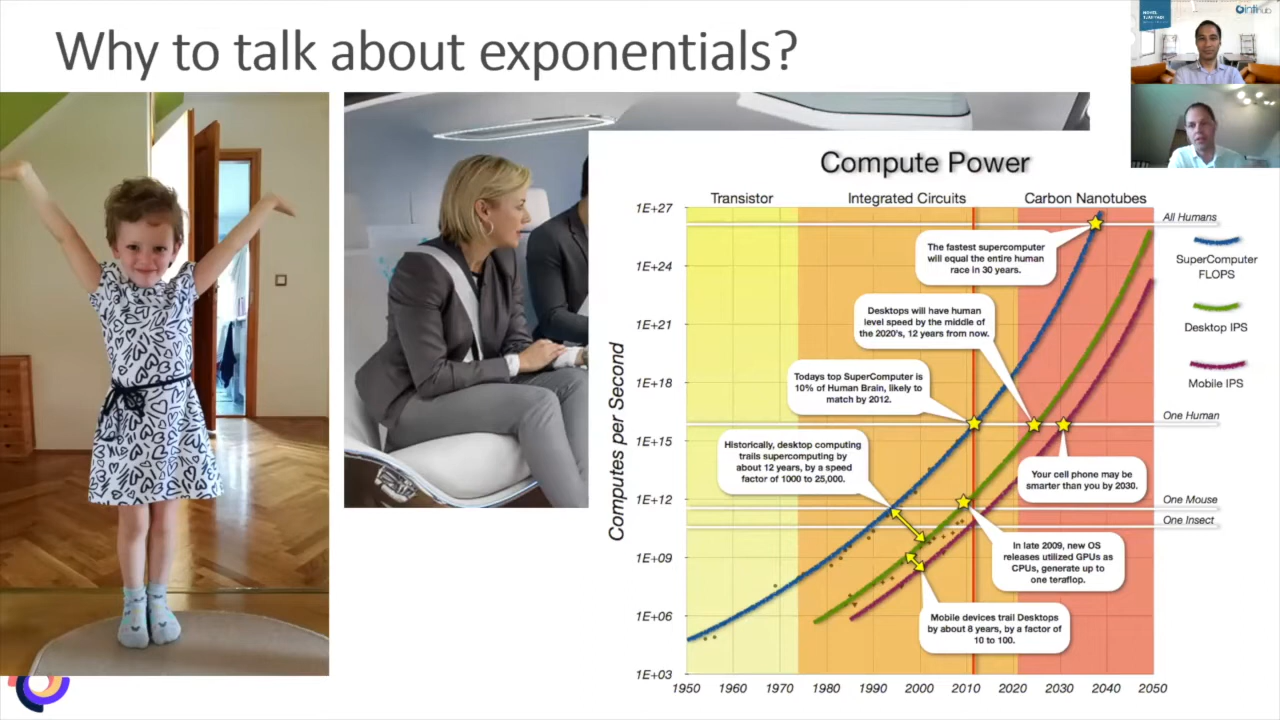 Why to talk about exponentials?
intihub
Compute Power
Transistor
Integrated Circuits
Carbon Nanotubes
1E+27
1E+24
1E+21
1E+18
1E+15
1E+12
1E+09
1E+06
1E+03
Computes per Second
1950
1960
1970
1980
1990
2000
2010
2020
2030
2040
2050
The fastest supercomputer
will equal the entire human
race in 30 years.
Desktops will have human
level speed by the middle of
the 2020's, 12 years from now.
Todays top SuperComputer is
10% of Human Brain, likely to
match by 2012.
Historically, desktop computing
trails supercomputing by
about 12 years, by a speed
factor of 1000 to 25,000.
Your cell phone may be
smarter than you by 2030.
In late 2009, new OS
releases utilized GPUs as
CPUs, generate up to
one teraflop.
Mobile devices trail Desktops
by about 8 years, by a factor of
10 to 100.
All Humans
One Human
One Mouse
One Insect
SuperComputer
FLOPS
Desktop IPS
Mobile IPS